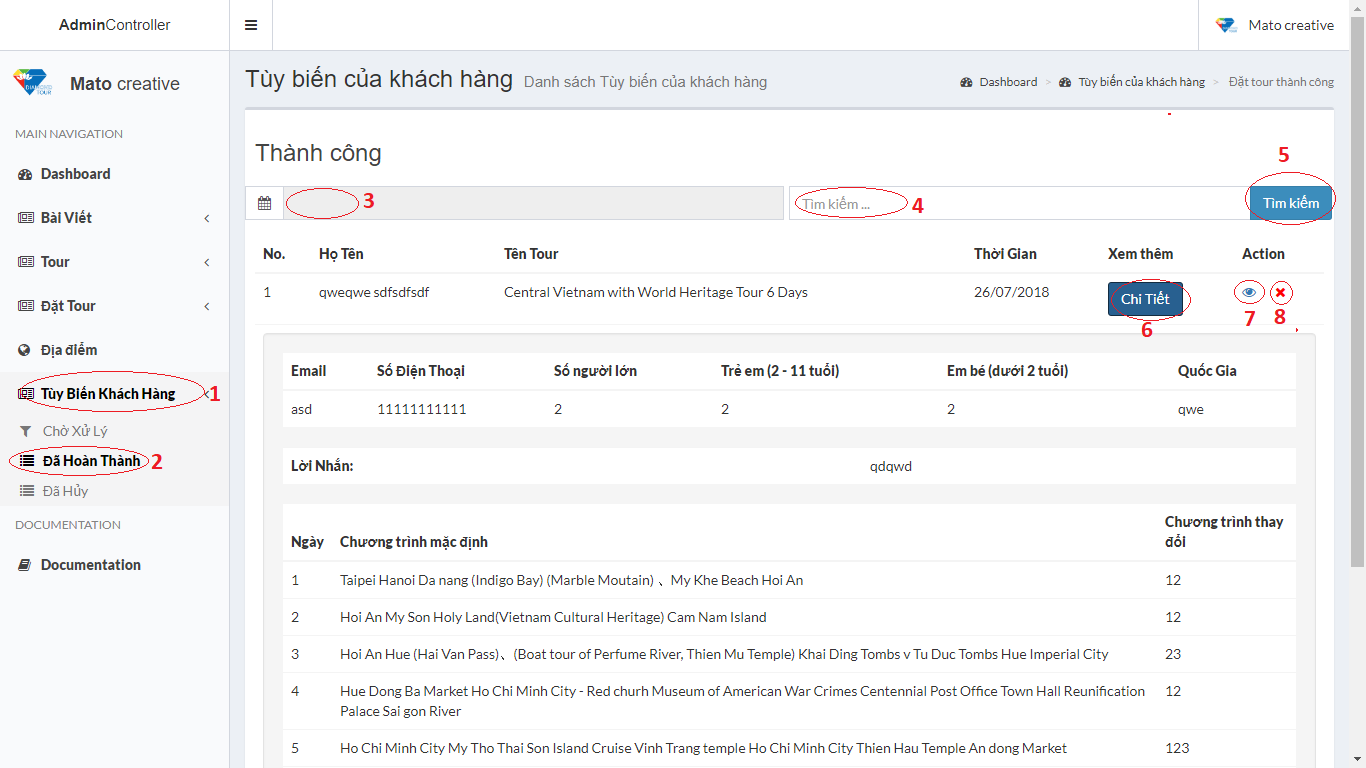 AdminController
Mato creative
Mato creative
MAIN NAVIGATION
Dashboard
Bài Viết
Tour
Đặt Tour
Địa điểm
Tùy Biến Khách Hàng 1
Chờ Xử Lý
Đã Hoàn Thành 2
Đã Hủy
DOCUMENTATION
Documentation
Tùy biến của khách hàng Danh sách Tùy biến của khách hàng
Dashboard > Tùy biến của khách hàng > Đặt tour thành công
Thành công
5
3 Tìm kiếm ... 4 Tìm kiếm
No. Họ Tên Tên Tour Thời Gian Xem thêm Action
1 qweqwe sdfsdfsdf Central Vietnam with World Heritage Tour 6 Days 26/07/2018 Chi Tiết
6 7 8
Email Số Điện Thoại Số người lớn Trẻ em (2 - 11 tuổi) Em bé (dưới 2 tuổi) Quốc Gia
asd 11111111111 2 2 2 qwe
Lời Nhắn: qdqwd
Ngày Chương trình mặc định Chương trình thay
đổi
1 Taipei Hanoi Da nang (Indigo Bay) (Marble Moutain) 、My Khe Beach Hoi An 12
2 Hoi An My Son Holy Land(Vietnam Cultural Heritage) Cam Nam Island 12
3 Hoi An Hue (Hai Van Pass)、(Boat tour of Perfume River, Thien Mu Temple) Khai Ding Tombs v Tu Duc Tombs Hue Imperial City 23
4 Hue Dong Ba Market Ho Chi Minh City - Red churh Museum of American War Crimes Centennial Post Office Town Hall Reunification 12
Palace Sai gon River
5 Ho Chi Minh City My Tho Thai Son Island Cruise Vinh Trang temple Ho Chi Minh City Thien Hau Temple An dong Market 123